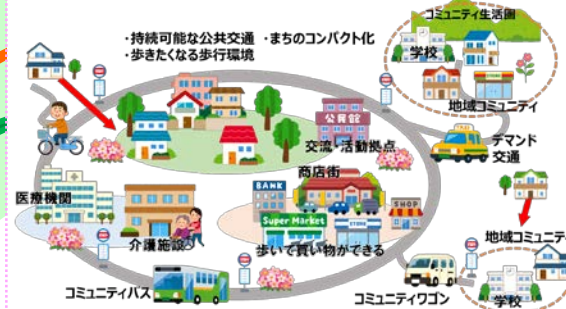 ・持続可能な公共交通 ・まちのコンパクト化
・歩きたくなる歩行環境
コミュニティ生活圏
学校
地域コミュニティ
公民館
交流・活動拠点
デマンド
交通
商店街
医療機関
BANK
SHOP
Super Market
STORE
介護施設
歩いて買い物ができる
地域コミュニティ
コミュニティバス
コミュニティワゴン
学校